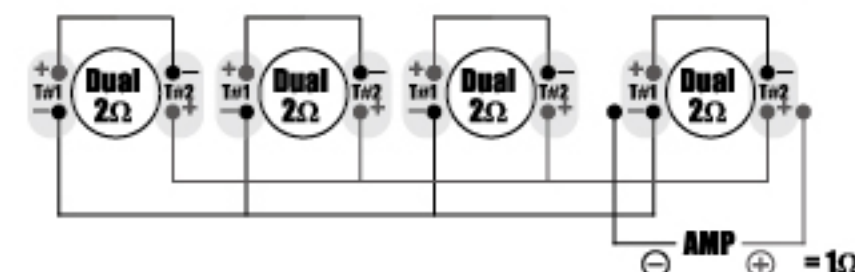 + Dual − + Dual − + Dual − + Dual −
T#1 2Ω T#2 T#1 2Ω T#2 T#1 2Ω T#2 T#1 2Ω T#2
− + − + − + − +
AMP
− + = 1Ω